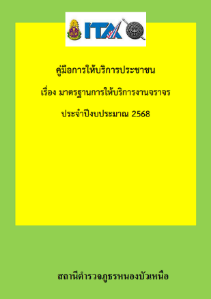 ITA
คู่มือการให้บริการประชาชน
เรื่อง มาตรฐานการให้บริการงานจราจร
ประจำปีงบประมาณ 2568
สถานีตำรวจภูธรหนองบัวเหนือ